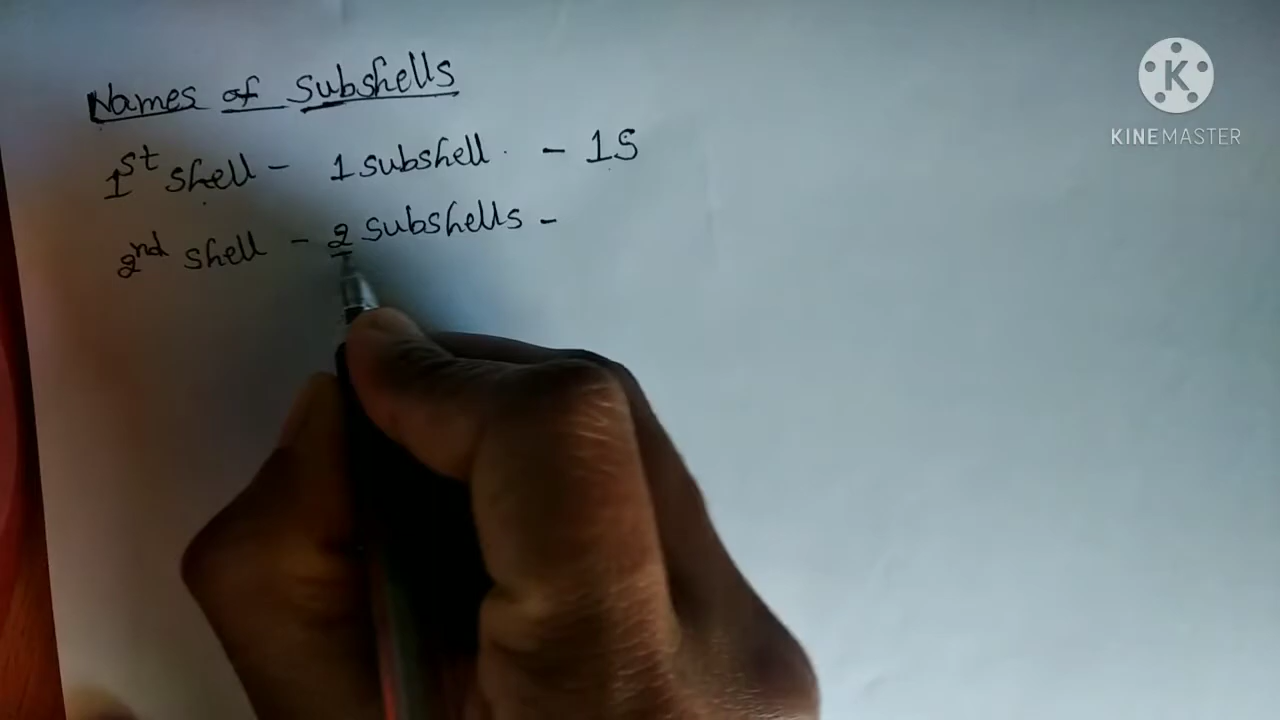 Names of Subshells
1st shell - 1 subshell. - 1S
2nd shell - 2 subshells -
K
KINEMASTER